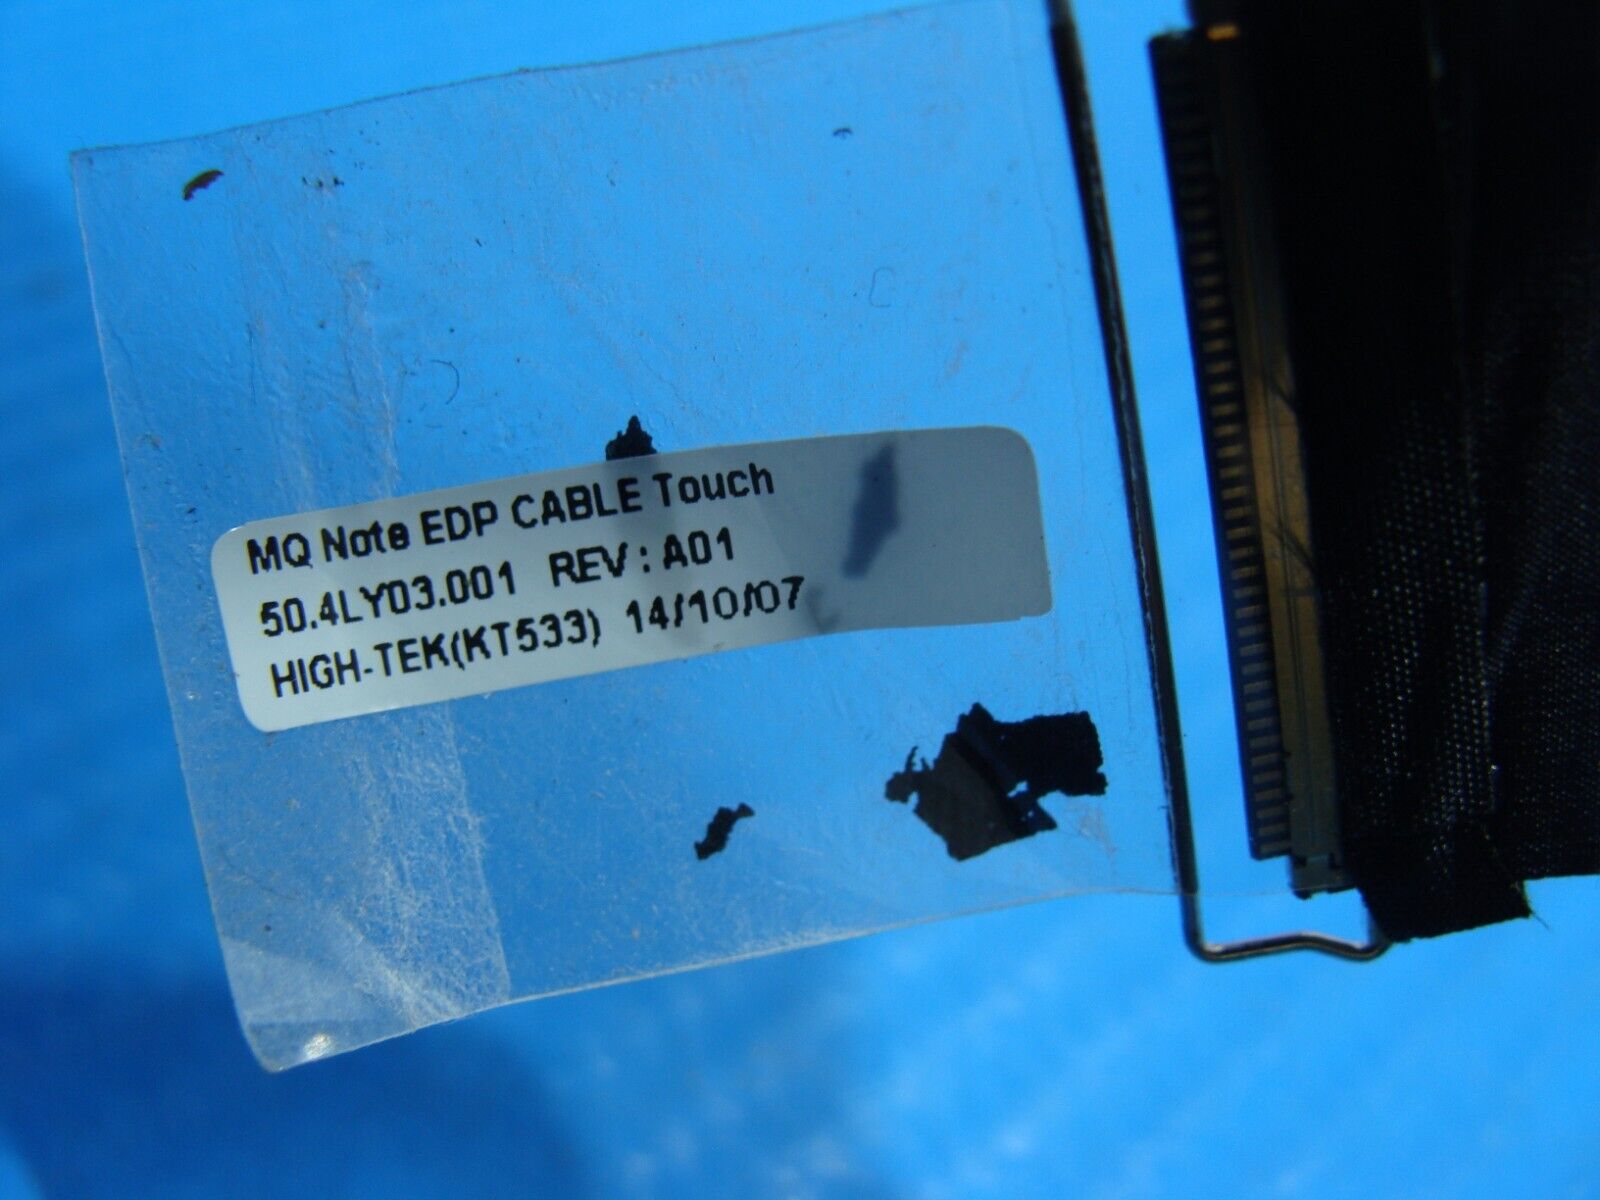 MQ Note EDP CABLE Touch
50.4LY03.001 REV : A01
HIGH-TEK(KT533) 14/10/07